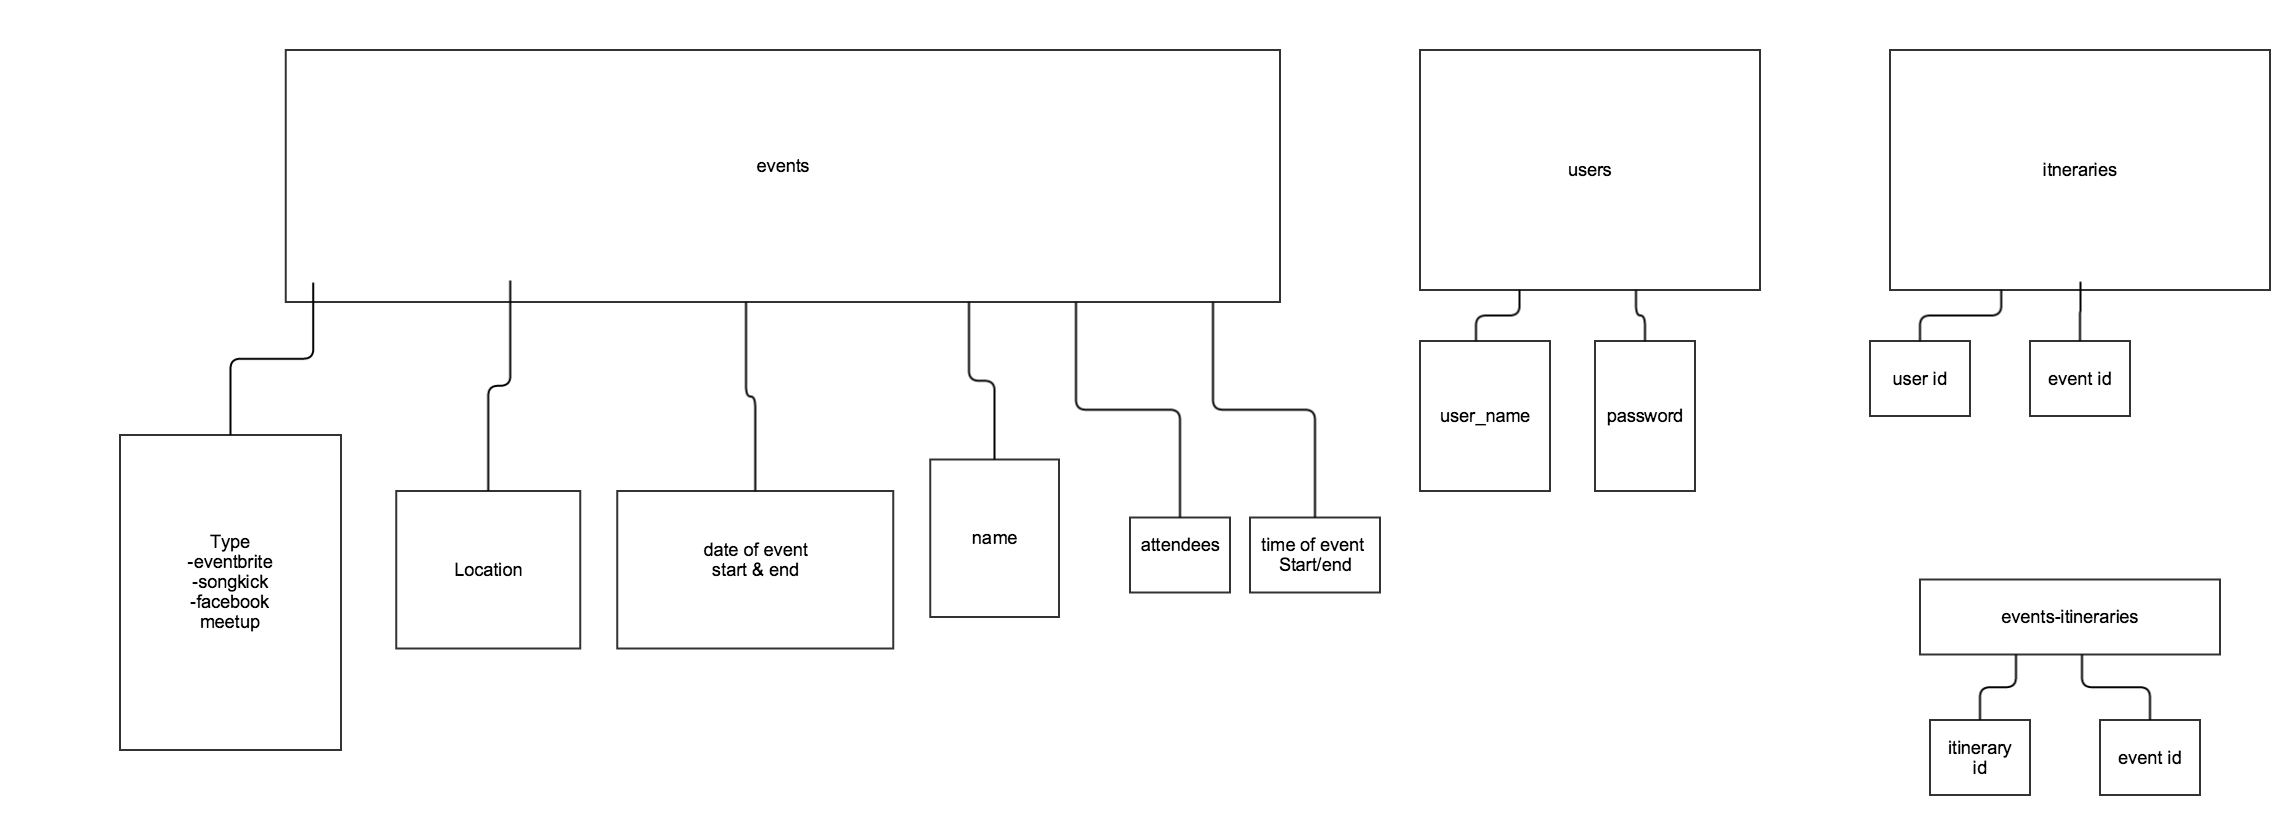 events
users
itneraries
user id
event id
user_name
password
Type
-eventbrite
-songkick
-facebook
meetup
Location
date of event
start & end
name
attendees
time of event
Start/end
events-itineraries
itinerary
id
event id